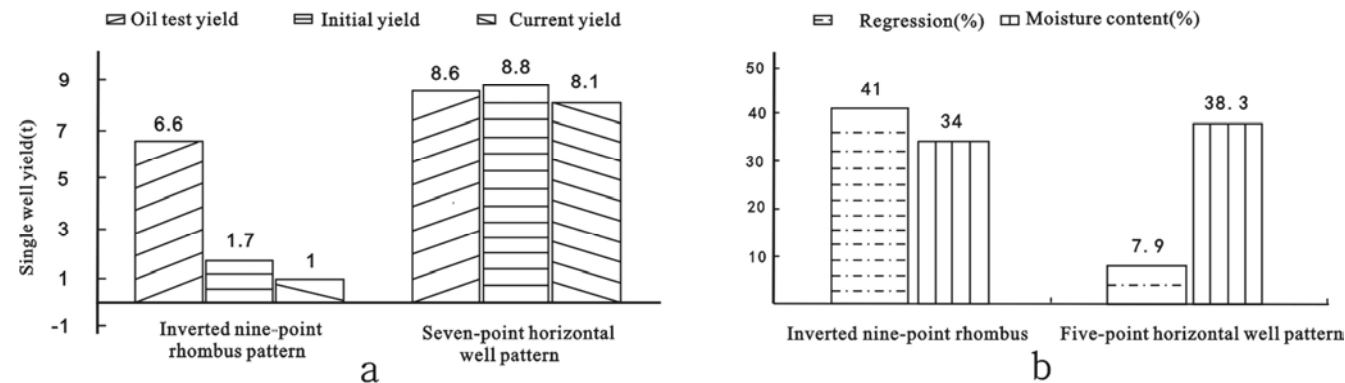 Oil test yield Initial yield Current yield
9
7
5
3
1
-1
Single well yield(t)
6.6
1.7
1
8.6
8.8
8.1
Inverted nine-point
rhombus pattern
Seven-point horizontal
well pattern
a
Regression(%) Moisture content(%)
50
40
30
20
10
41
34
7.9
38.3
Inverted nine-point rhombus
Five-point horizontal well pattern
b